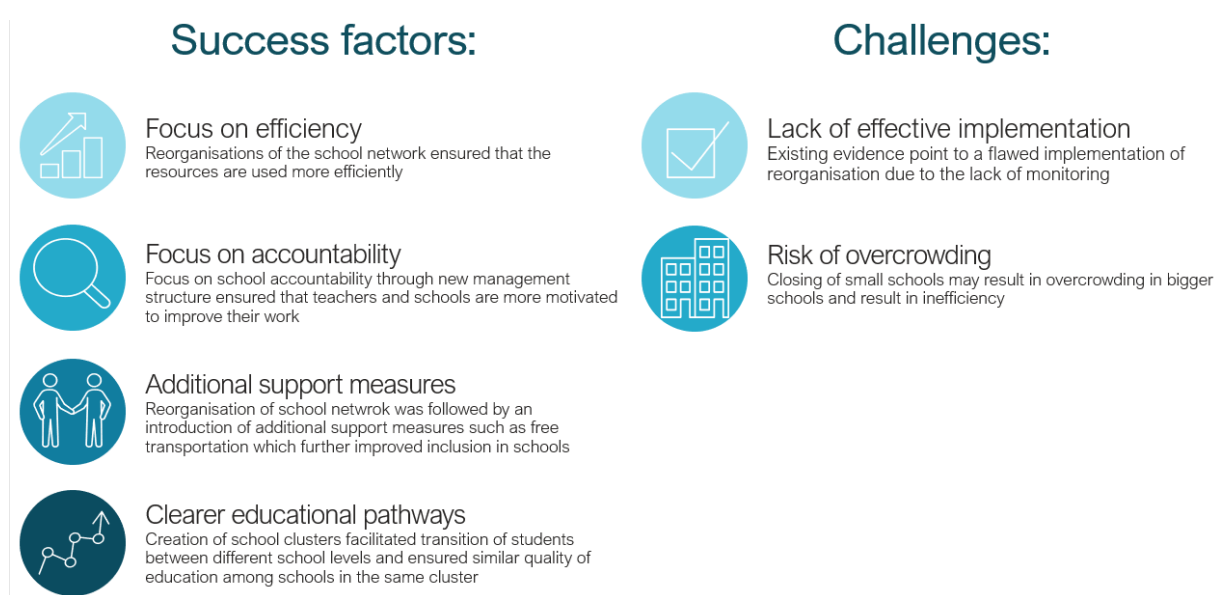 Success factors:
Focus on efficiency
Reorganisations of the school network ensured that the
resources are used more efficiently
Focus on accountability
Focus on school accountability through new management
structure ensured that teachers and schools are more motivated
to improve their work
Additional support measures
Reorganisation of school netwrok was followed by an
introduction of additional support measures such as free
transportation which further improved inclusion in schools
Clearer educational pathways
Creation of school clusters facilitated transition of students
between different school levels and ensured similar quality of
education among schools in the same cluster
Challenges:
Lack of effective implementation
Existing evidence point to a flawed implementation of
reorganisation due to the lack of monitoring
Risk of overcrowding
Closing of small schools may result in overcrowding in bigger
schools and result in inefficiency